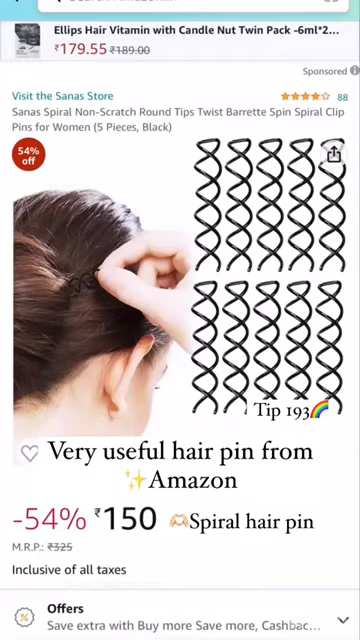 Ellips Hair Vitamin with Candle Nut Twin Pack -6ml*2...
₹179.55 ₹189.00
Sponsored
Visit the Sanas Store
88
Sanas Spiral Non-Scratch Round Tips Twist Barrette Spin Spiral Clip
Pins for Women (5 Pieces, Black)
54%
off
Tip 193🌈
Very useful hair pin from
✨Amazon
-54% ₹150 🫶🏻Spiral hair pin
M.R.P.: ₹325
Inclusive of all taxes
Offers
Save extra with Buy more Save more, Cashbac...